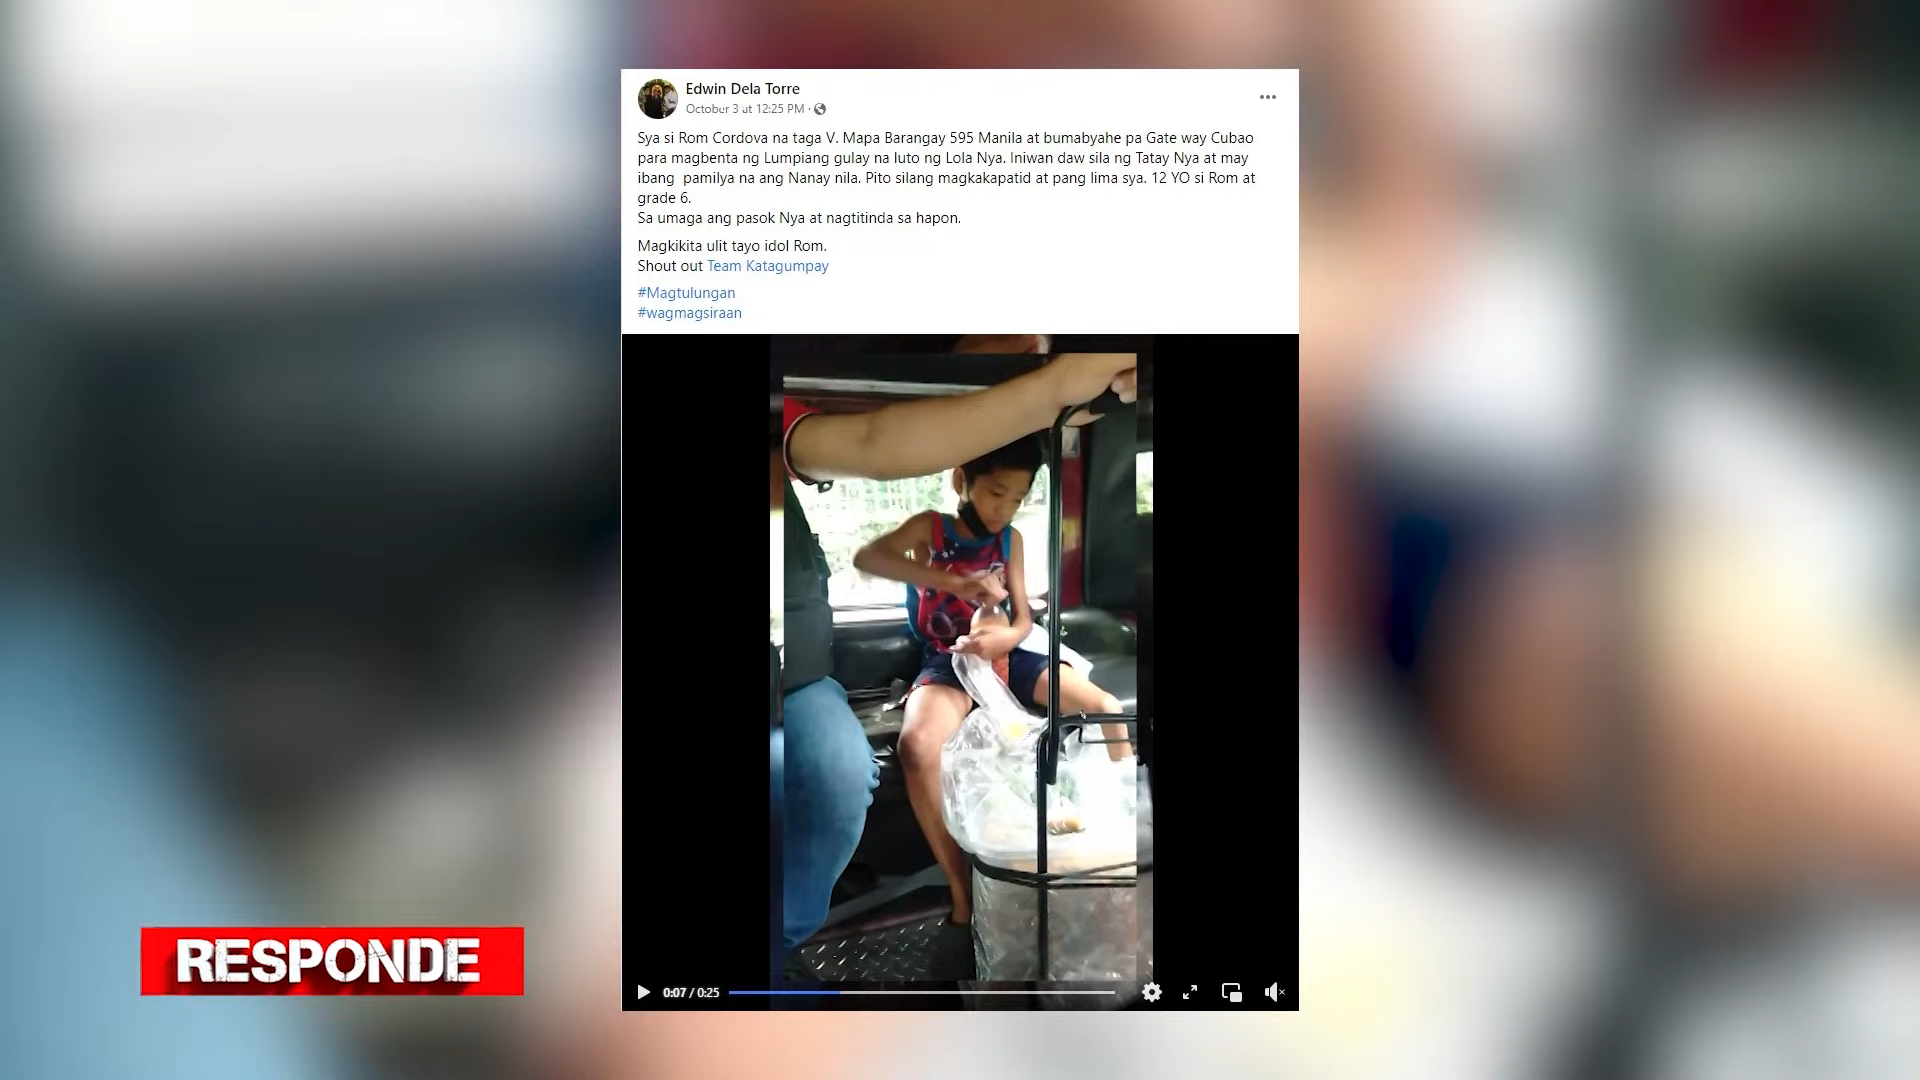 Edwin Dela Torre
October 3 at 12:25 PM ·
Sya si Rom Cordova na taga V. Mapa Barangay 595 Manila at bumabyahe pa Gate way Cubao
para magbenta ng Lumpiang gulay na luto ng Lola Nya. Iniwan daw sila ng Tatay Nya at may
ibang pamilya na ang Nanay nila. Pito silang magkakapatid at pang lima sya. 12 YO si Rom at
grade 6.
Sa umaga ang pasok Nya at nagtitinda sa hapon.
Magkikita ulit tayo idol Rom.
Shout out Team Katagumpay
#Magtulungan
#wagmagsiraan
0:07 / 0:25
RESPONDE